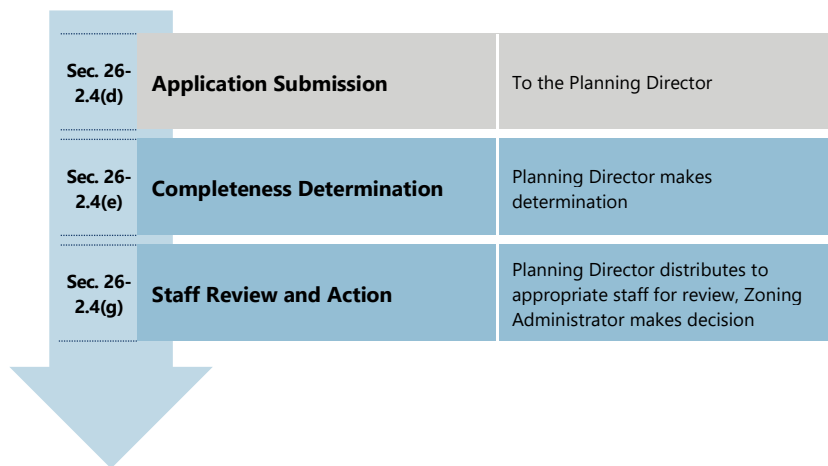 Sec. 26-
2.4(d)
Application Submission
To the Planning Director
Sec. 26-
2.4(e)
Completeness Determination
Planning Director makes
determination
Sec. 26-
2.4(g)
Staff Review and Action
Planning Director distributes to
appropriate staff for review, Zoning
Administrator makes decision